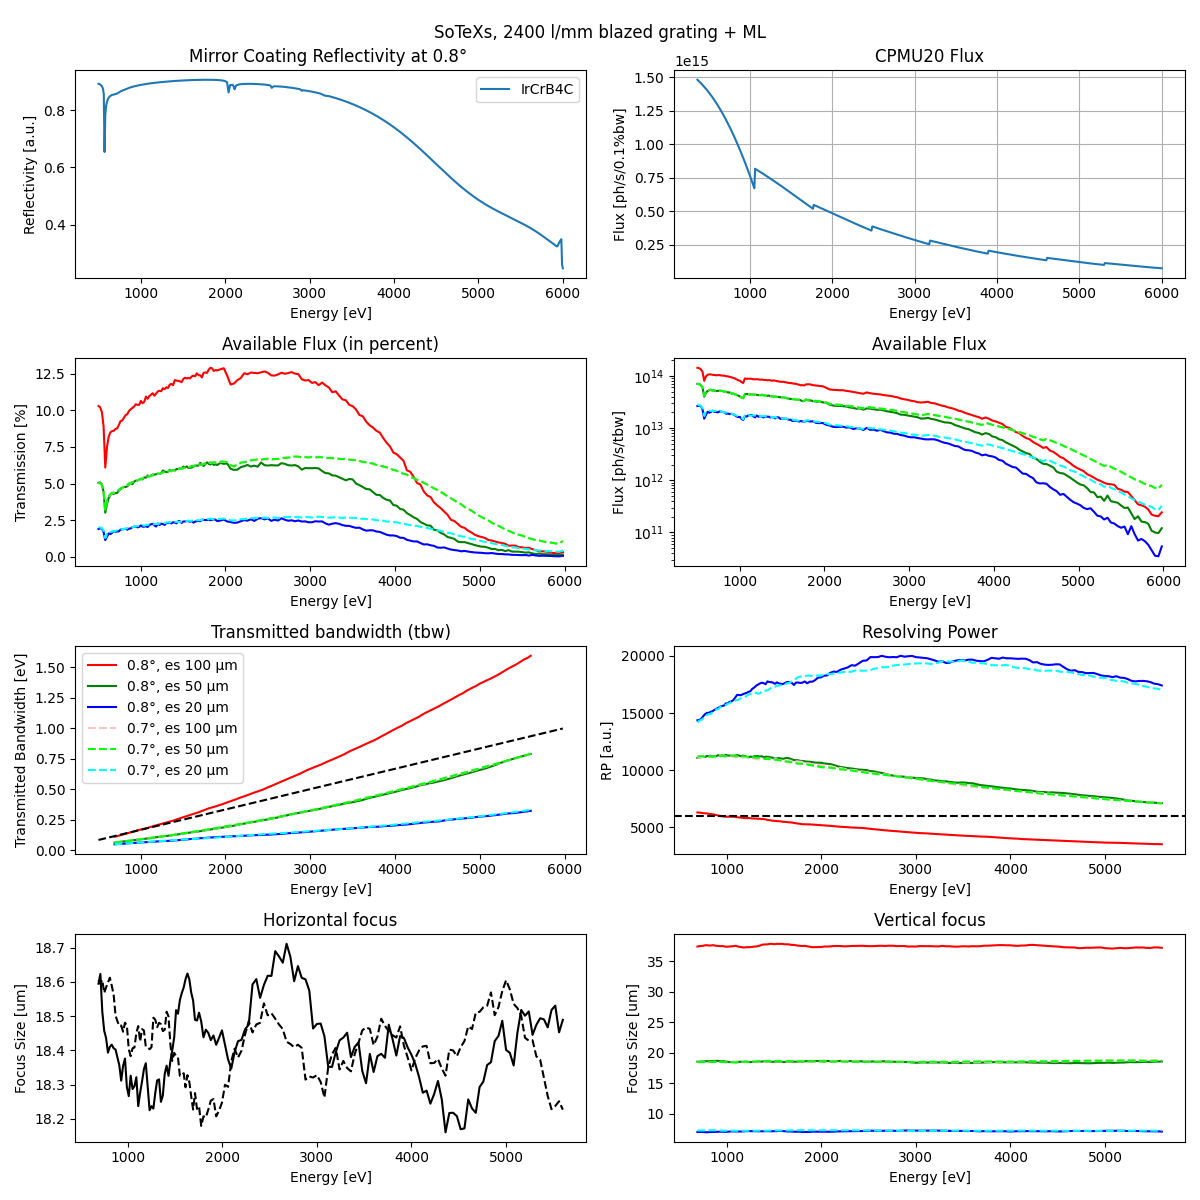 SoTeXs, 2400 l/mm blazed grating + ML
Mirror Coating Reflectivity at 0.8°
Reflectivity [a.u.]
0.8
0.6
0.4
IrCrB4C
1000 2000 3000 4000 5000 6000
Energy [eV]
CPMU20 Flux
1e15
Flux [ph/s/0.1%bw]
1.50
1.25
1.00
0.75
0.50
0.25
1000 2000 3000 4000 5000 6000
Energy [eV]
Available Flux (in percent)
Transmission [%]
12.5
10.0
7.5
5.0
2.5
0.0
1000 2000 3000 4000 5000 6000
Energy [eV]
Available Flux
Flux [ph/s/tbw]
10¹⁴
10¹³
10¹²
10¹¹
1000 2000 3000 4000 5000 6000
Energy [eV]
Transmitted bandwidth (tbw)
Transmitted Bandwidth [eV]
1.50
1.25
1.00
0.75
0.50
0.25
0.00
0.8°, es 100 µm
0.8°, es 50 µm
0.8°, es 20 µm
0.7°, es 100 µm
0.7°, es 50 µm
0.7°, es 20 µm
1000 2000 3000 4000 5000 6000
Energy [eV]
Resolving Power
RP [a.u.]
20000
15000
10000
5000
1000 2000 3000 4000 5000
Energy [eV]
Horizontal focus
Focus Size [um]
18.7
18.6
18.5
18.4
18.3
18.2
1000 2000 3000 4000 5000
Energy [eV]
Vertical focus
Focus Size [um]
35
30
25
20
15
10
1000 2000 3000 4000 5000
Energy [eV]